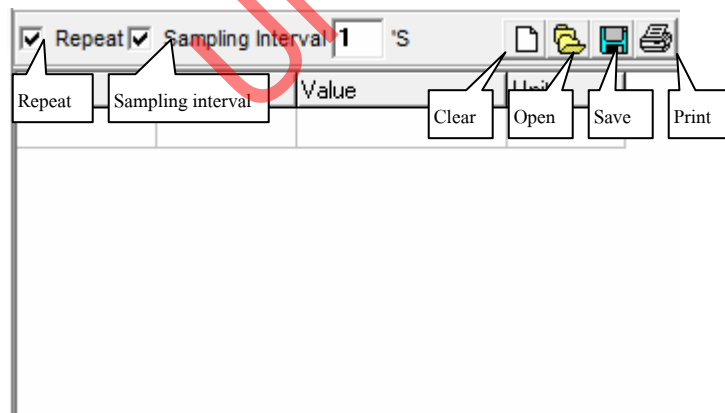 Repeat Sampling Interval 1 "S
Repeat Sampling interval Value Clear Open Save Print